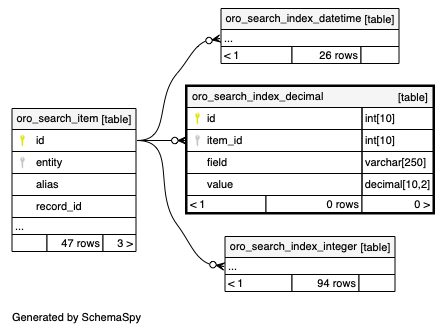 oro_search_index_datetime [table]
...
< 1 26 rows
oro_search_item [table]
id
entity
alias
record_id
...
47 rows 3 >
oro_search_index_decimal [table]
id int[10]
item_id int[10]
field varchar[250]
value decimal[10,2]
< 1 0 rows 0 >
oro_search_index_integer [table]
...
< 1 94 rows
Generated by SchemaSpy